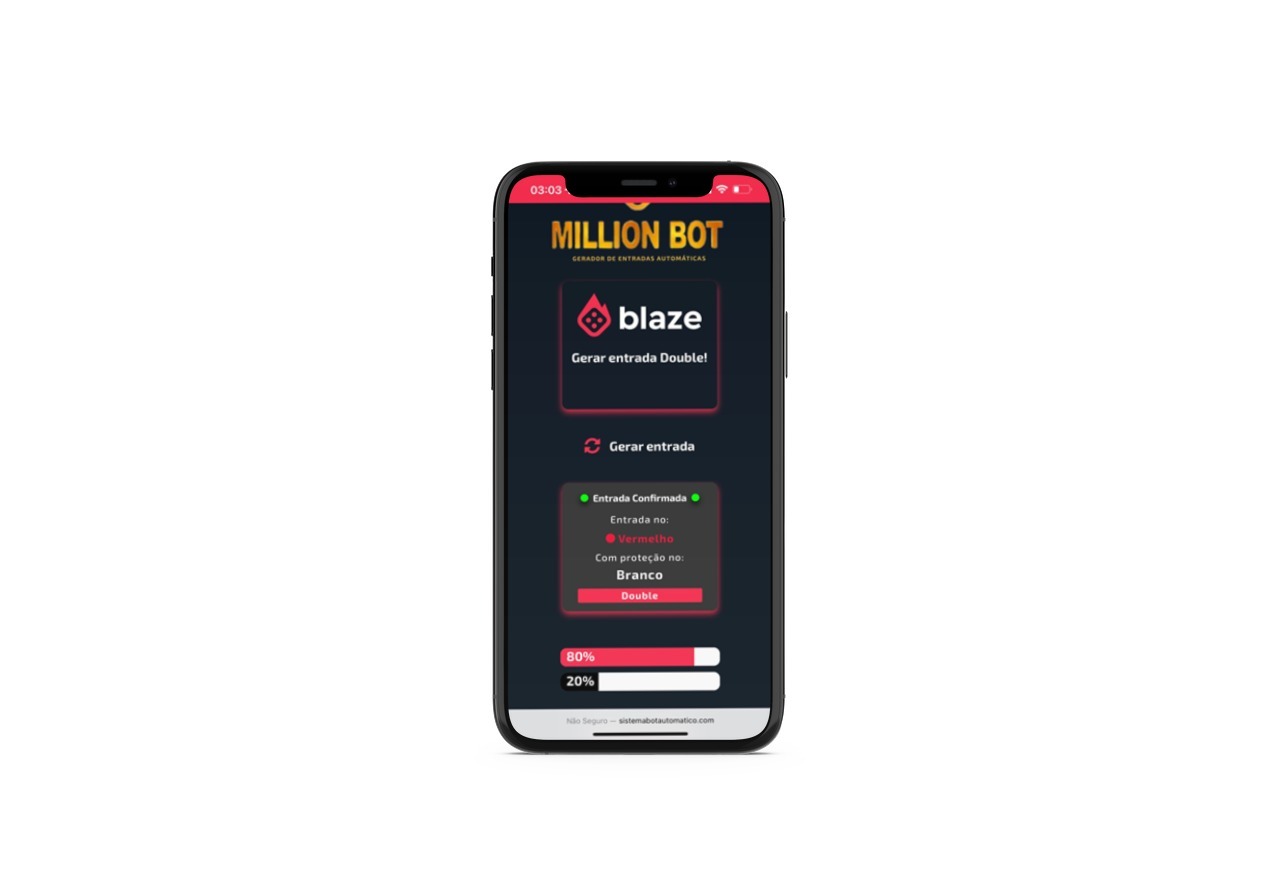 03:03
MILLION BOT
GERADOR DE ENTRADAS AUTOMÁTICAS
blaze
Gerar entrada Double!
Gerar entrada
Entrada Confirmada
Entrada no:
Vermelho
Com proteção no:
Branco
Double
80%
20%
Não Seguro — sistemabotautomatico.com